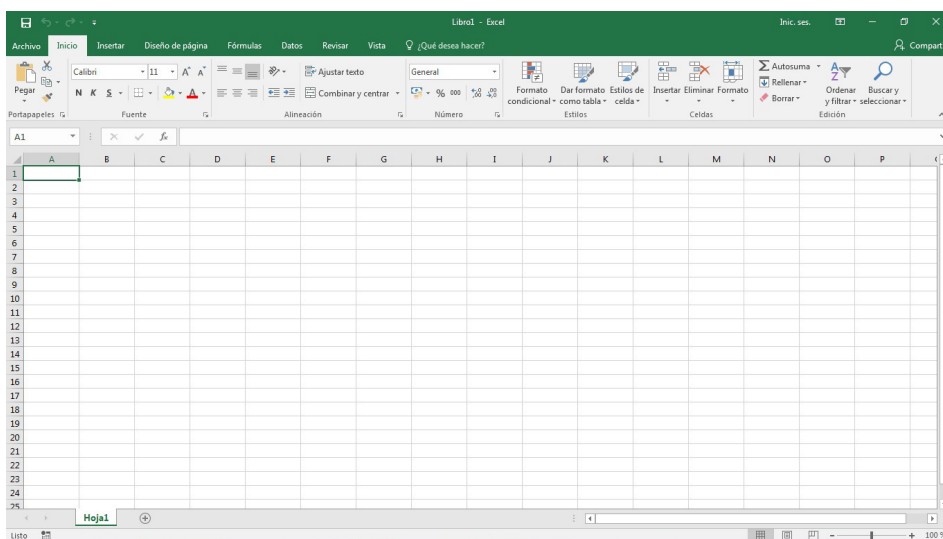 Libro1 - Excel
Inic. ses.
Archivo Inicio Insertar Diseño de página Fórmulas Datos Revisar Vista ¿Qué desea hacer? Compart
Pegar
Calibri 11 A A
N K S A
Ajustar texto
Combinar y centrar
General
% 000
Formato condicional
Dar formato como tabla
Estilos de celda
Insertar Eliminar Formato
Autosuma
Rellenar
Borrar
Ordenar y filtrar
Buscar y seleccionar
Portapapeles Fuente Alineación Número Estilos Celdas Edición
A1 fx
A B C D E F G H I J K L M N O P
1
2
3
4
5
6
7
8
9
10
11
12
13
14
15
16
17
18
19
20
21
22
23
24
25
Hoja1
Listo 100 %